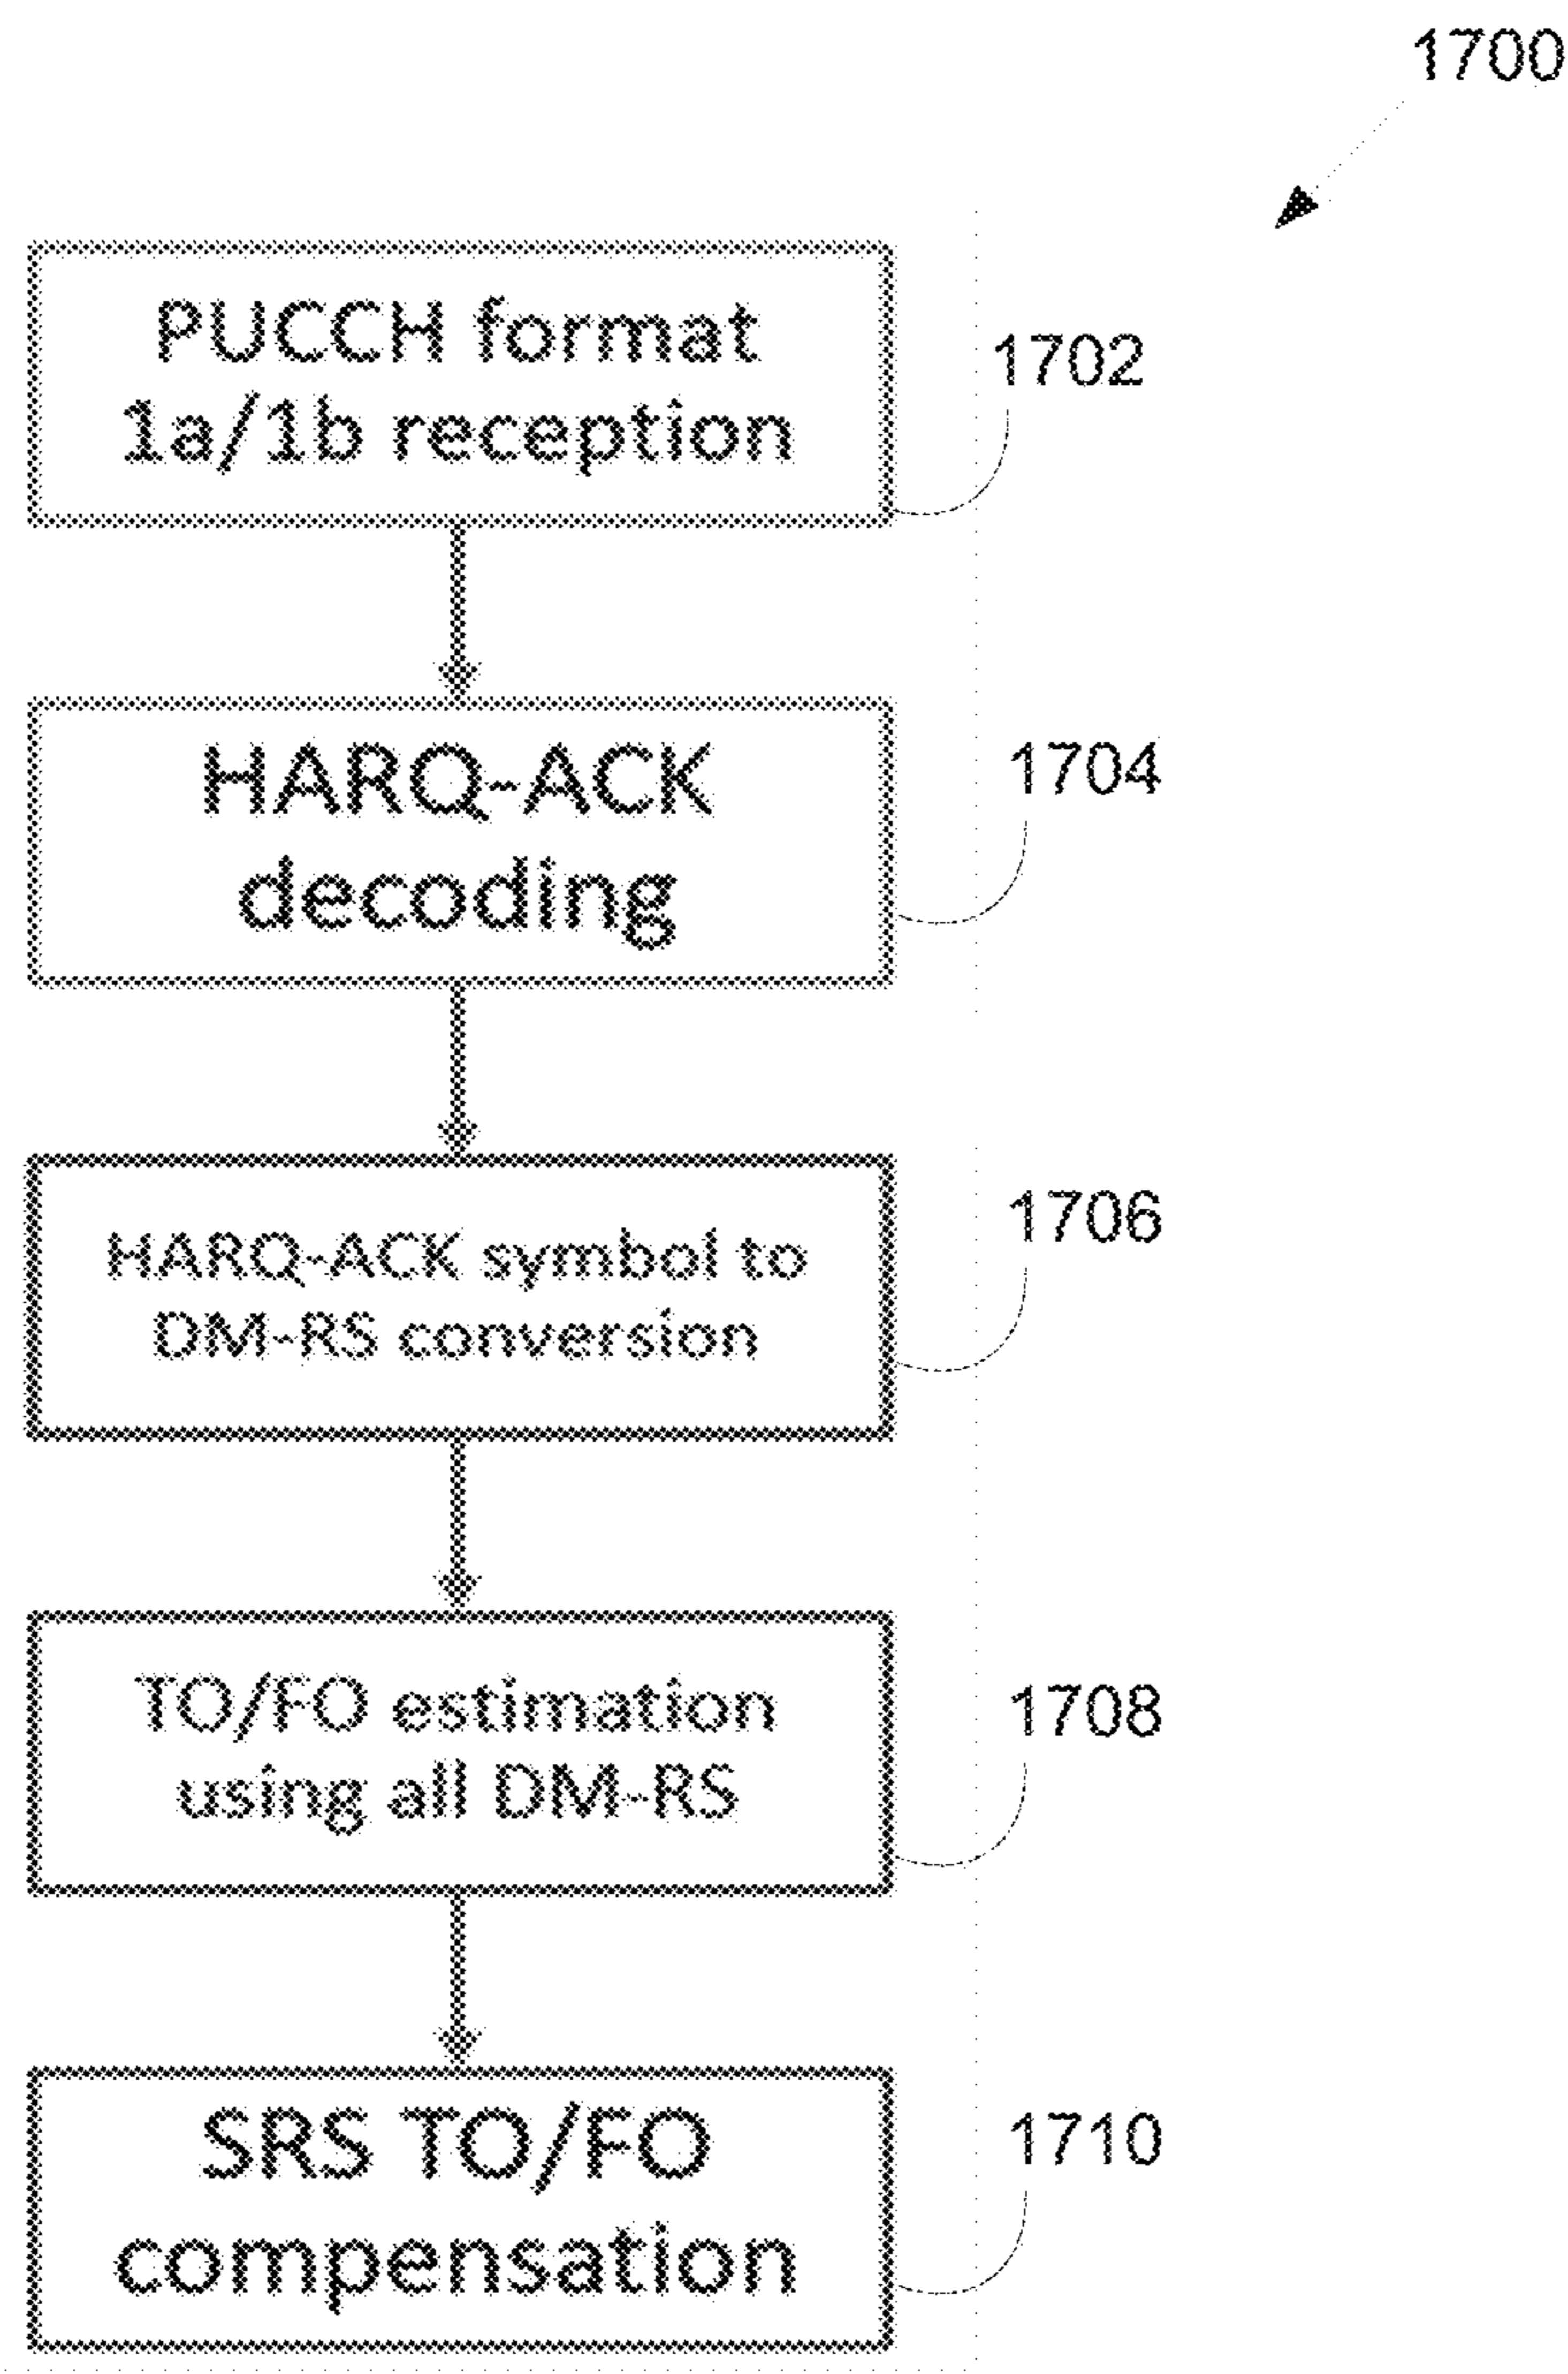 1700
PUCCH format
1a/1b reception
1702
HARQ-ACK
decoding
1704
HARQ-ACK symbol to
DM-RS conversion
1706
TO/FO estimation
using all DM-RS
1708
SRS TO/FO
compensation
1710